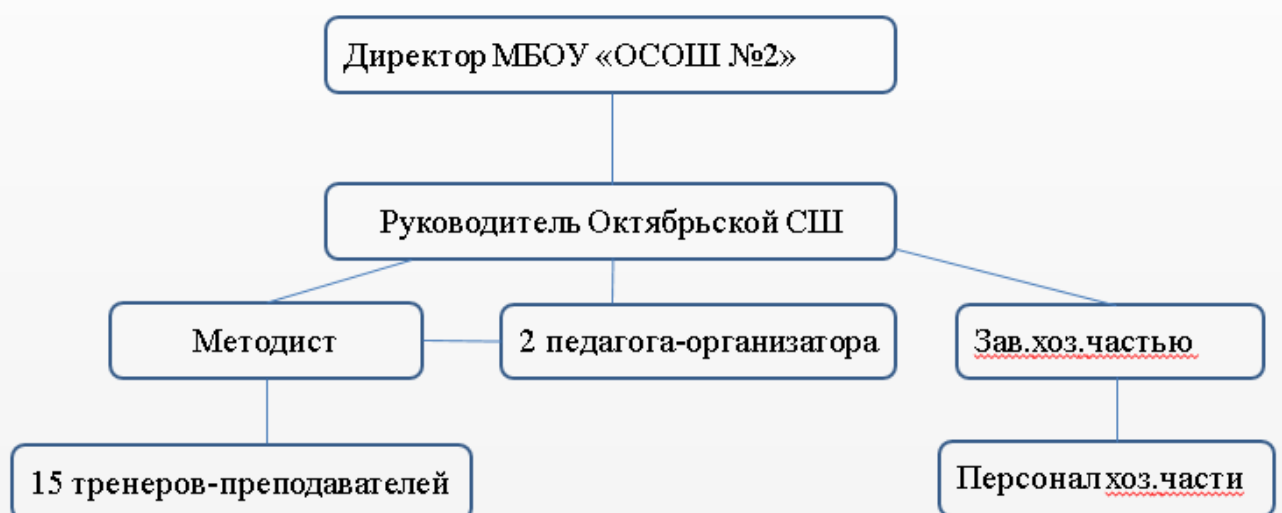 Директор МБОУ «ОСОШ №2»
Руководитель Октябрьской СШ
Методист
2 педагога-организатора
Зав.хоз.частью
15 тренеров-преподавателей
Персонал хоз.части